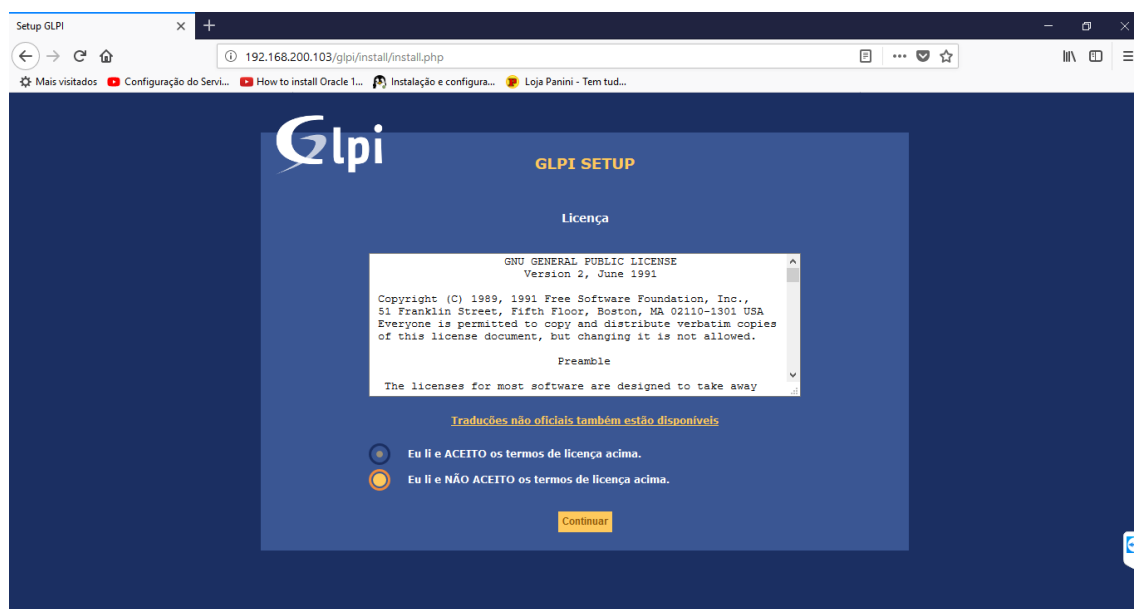 Setup GLPI
192.168.200.103/glpi/install/install.php
Mais visitados Configuração do Servi... How to install Oracle 1... Instalação e configura... Loja Panini - Tem tud...
Glpi
GLPI SETUP
Licença
GNU GENERAL PUBLIC LICENSE
Version 2, June 1991
Copyright (C) 1989, 1991 Free Software Foundation, Inc.,
51 Franklin Street, Fifth Floor, Boston, MA 02110-1301 USA
Everyone is permitted to copy and distribute verbatim copies
of this license document, but changing it is not allowed.
Preamble
The licenses for most software are designed to take away
Traduções não oficiais também estão disponíveis
Eu li e ACEITO os termos de licença acima.
Eu li e NÃO ACEITO os termos de licença acima.
Continuar